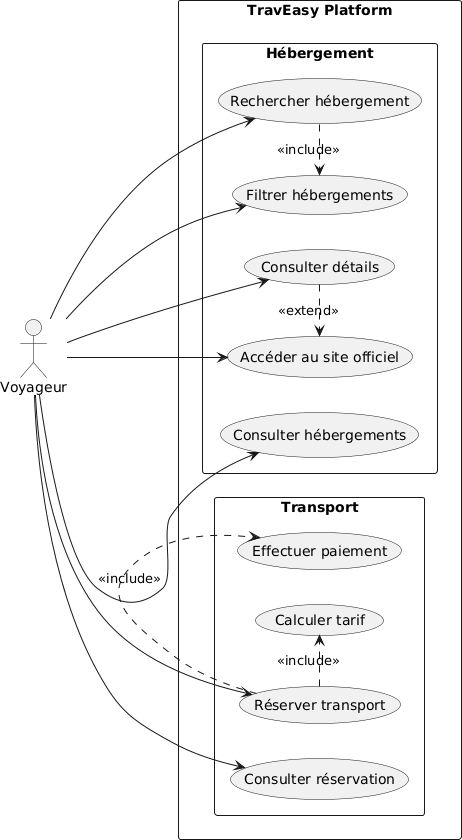 TravEasy Platform
Hébergement
Rechercher hébergement
«include»
Filtrer hébergements
Consulter détails
«extend»
Accéder au site officiel
Voyageur
Consulter hébergements
Transport
Effectuer paiement
«include»
Calculer tarif
«include»
Réserver transport
Consulter réservation